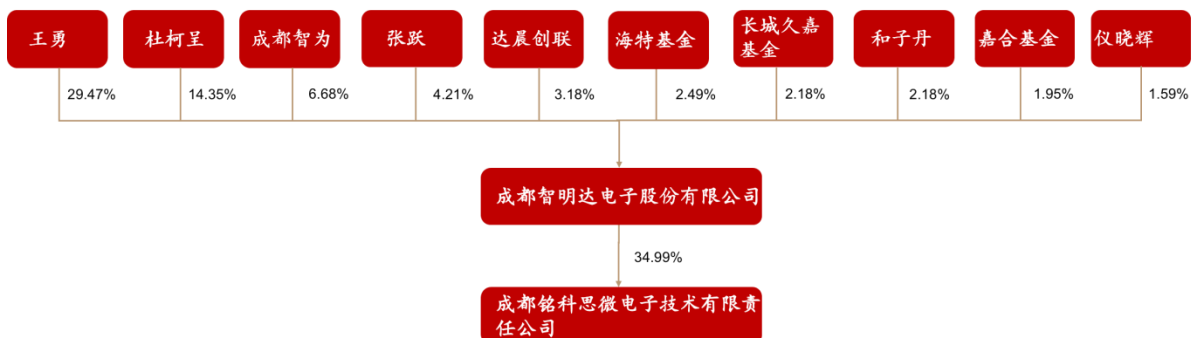 王勇
杜柯呈
成都智为
张跃
达晨创联
海特基金
长城久嘉
基金
和子丹
嘉合基金
仪晓辉
29.47%
14.35%
6.68%
4.21%
3.18%
2.49%
2.18%
2.18%
1.95%
1.59%
成都智明达电子股份有限公司
34.99%
成都铭科思微电子技术有限责
任公司